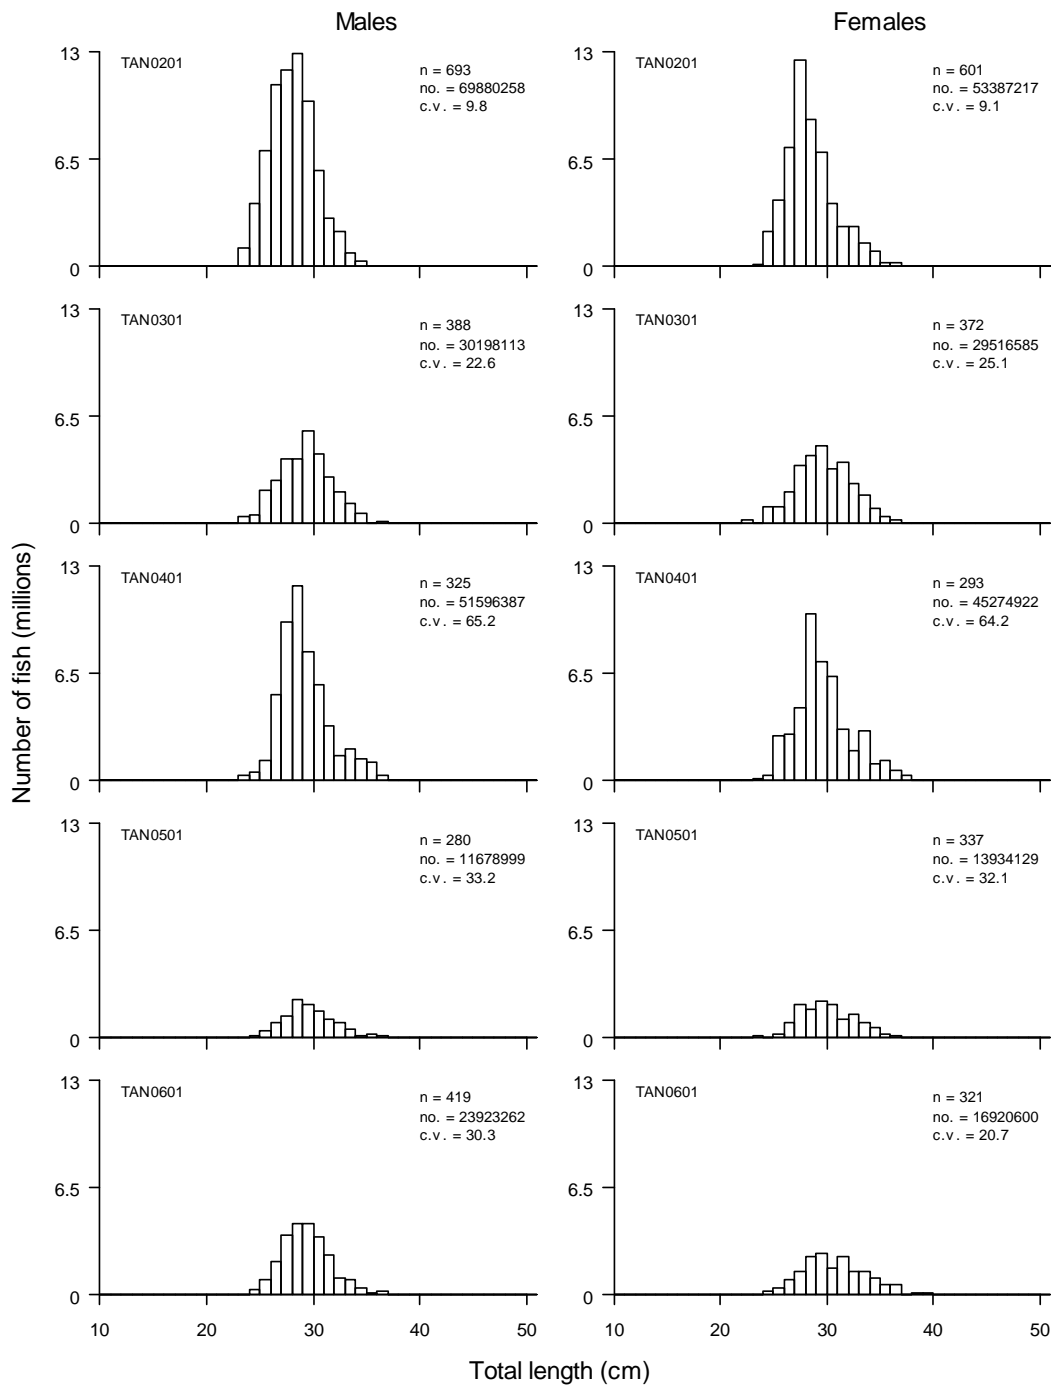 Males
Females
13
TAN0201
n = 693
no. = 69880258
c.v. = 9.8
6.5
0
20
30
40
50
13
TAN0201
n = 601
no. = 53387217
c.v. = 9.1
6.5
0
13
TAN0301
n = 388
no. = 30198113
c.v. = 22.6
6.5
0
13
TAN0301
n = 372
no. = 29516585
c.v. = 25.1
6.5
0
Number of fish (millions)
13
TAN0401
n = 325
no. = 51596387
c.v. = 65.2
6.5
0
13
TAN0401
n = 293
no. = 45274922
c.v. = 64.2
6.5
0
13
TAN0501
n = 280
no. = 11678999
c.v. = 33.2
6.5
0
13
TAN0501
n = 337
no. = 13934129
c.v. = 32.1
6.5
0
13
TAN0601
n = 419
no. = 23923262
c.v. = 30.3
6.5
0
10 20 30 40 50
13
TAN0601
n = 321
no. = 16920600
c.v. = 20.7
6.5
0
10 20 30 40 50
Total length (cm)